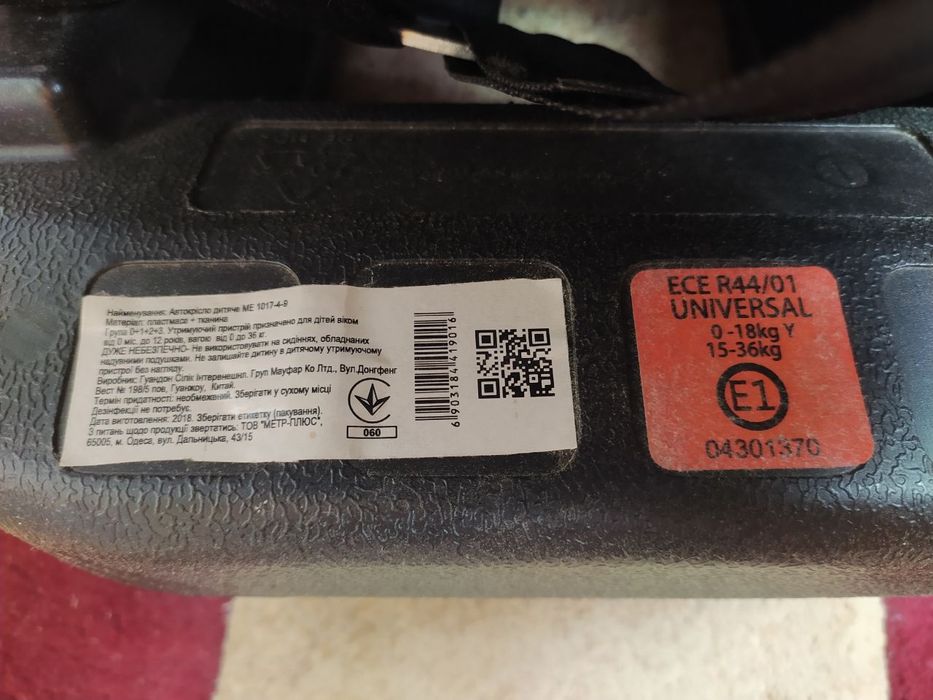 Найменування: Автокрісло дитяче ME 1017-4-9
Матеріал: пластмаса + тканина
Група 0+1+2+3. Утримуючий пристрій призначено для дітей віком
від 0 міс. до 12 років, вагою від 0 до 36 кг.
ДУЖЕ НЕБЕЗПЕЧНО- Не використовувати на сидіннях, обладнаних
надувними подушками. Не залишайте дитину в дитячому утримуючому
пристрої без нагляду.
Виробник: Гуандон Сілік Інтеренешнл. Груп Мауфар Ко Лтд., Вул.Донгфенг
Вест № 198/5 пов, Гуанжоу, Китай.
Термін придатності: необмежений. Зберігати у сухому місці
Дезінфекції не потребує.
Дата виготовлення: 2018. Зберігати етикетку (пакування).
З питань щодо продукції звертатись: ТОВ "МЕТР-ПЛЮС",
65005, м. Одеса, вул. Дальницька, 43/15
060
69031841419016
ECE R44/01
UNIVERSAL
0 -18kg Y
15-36kg
E1
04301370